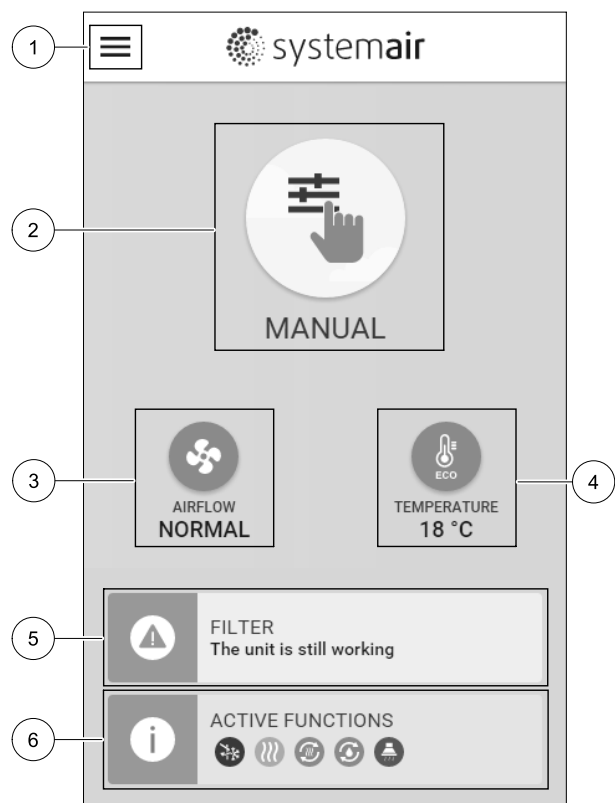 1
systemair
2
MANUAL
3
AIRFLOW
NORMAL
ECO
TEMPERATURE
18 °C
4
5
FILTER
The unit is still working
6
i
ACTIVE FUNCTIONS